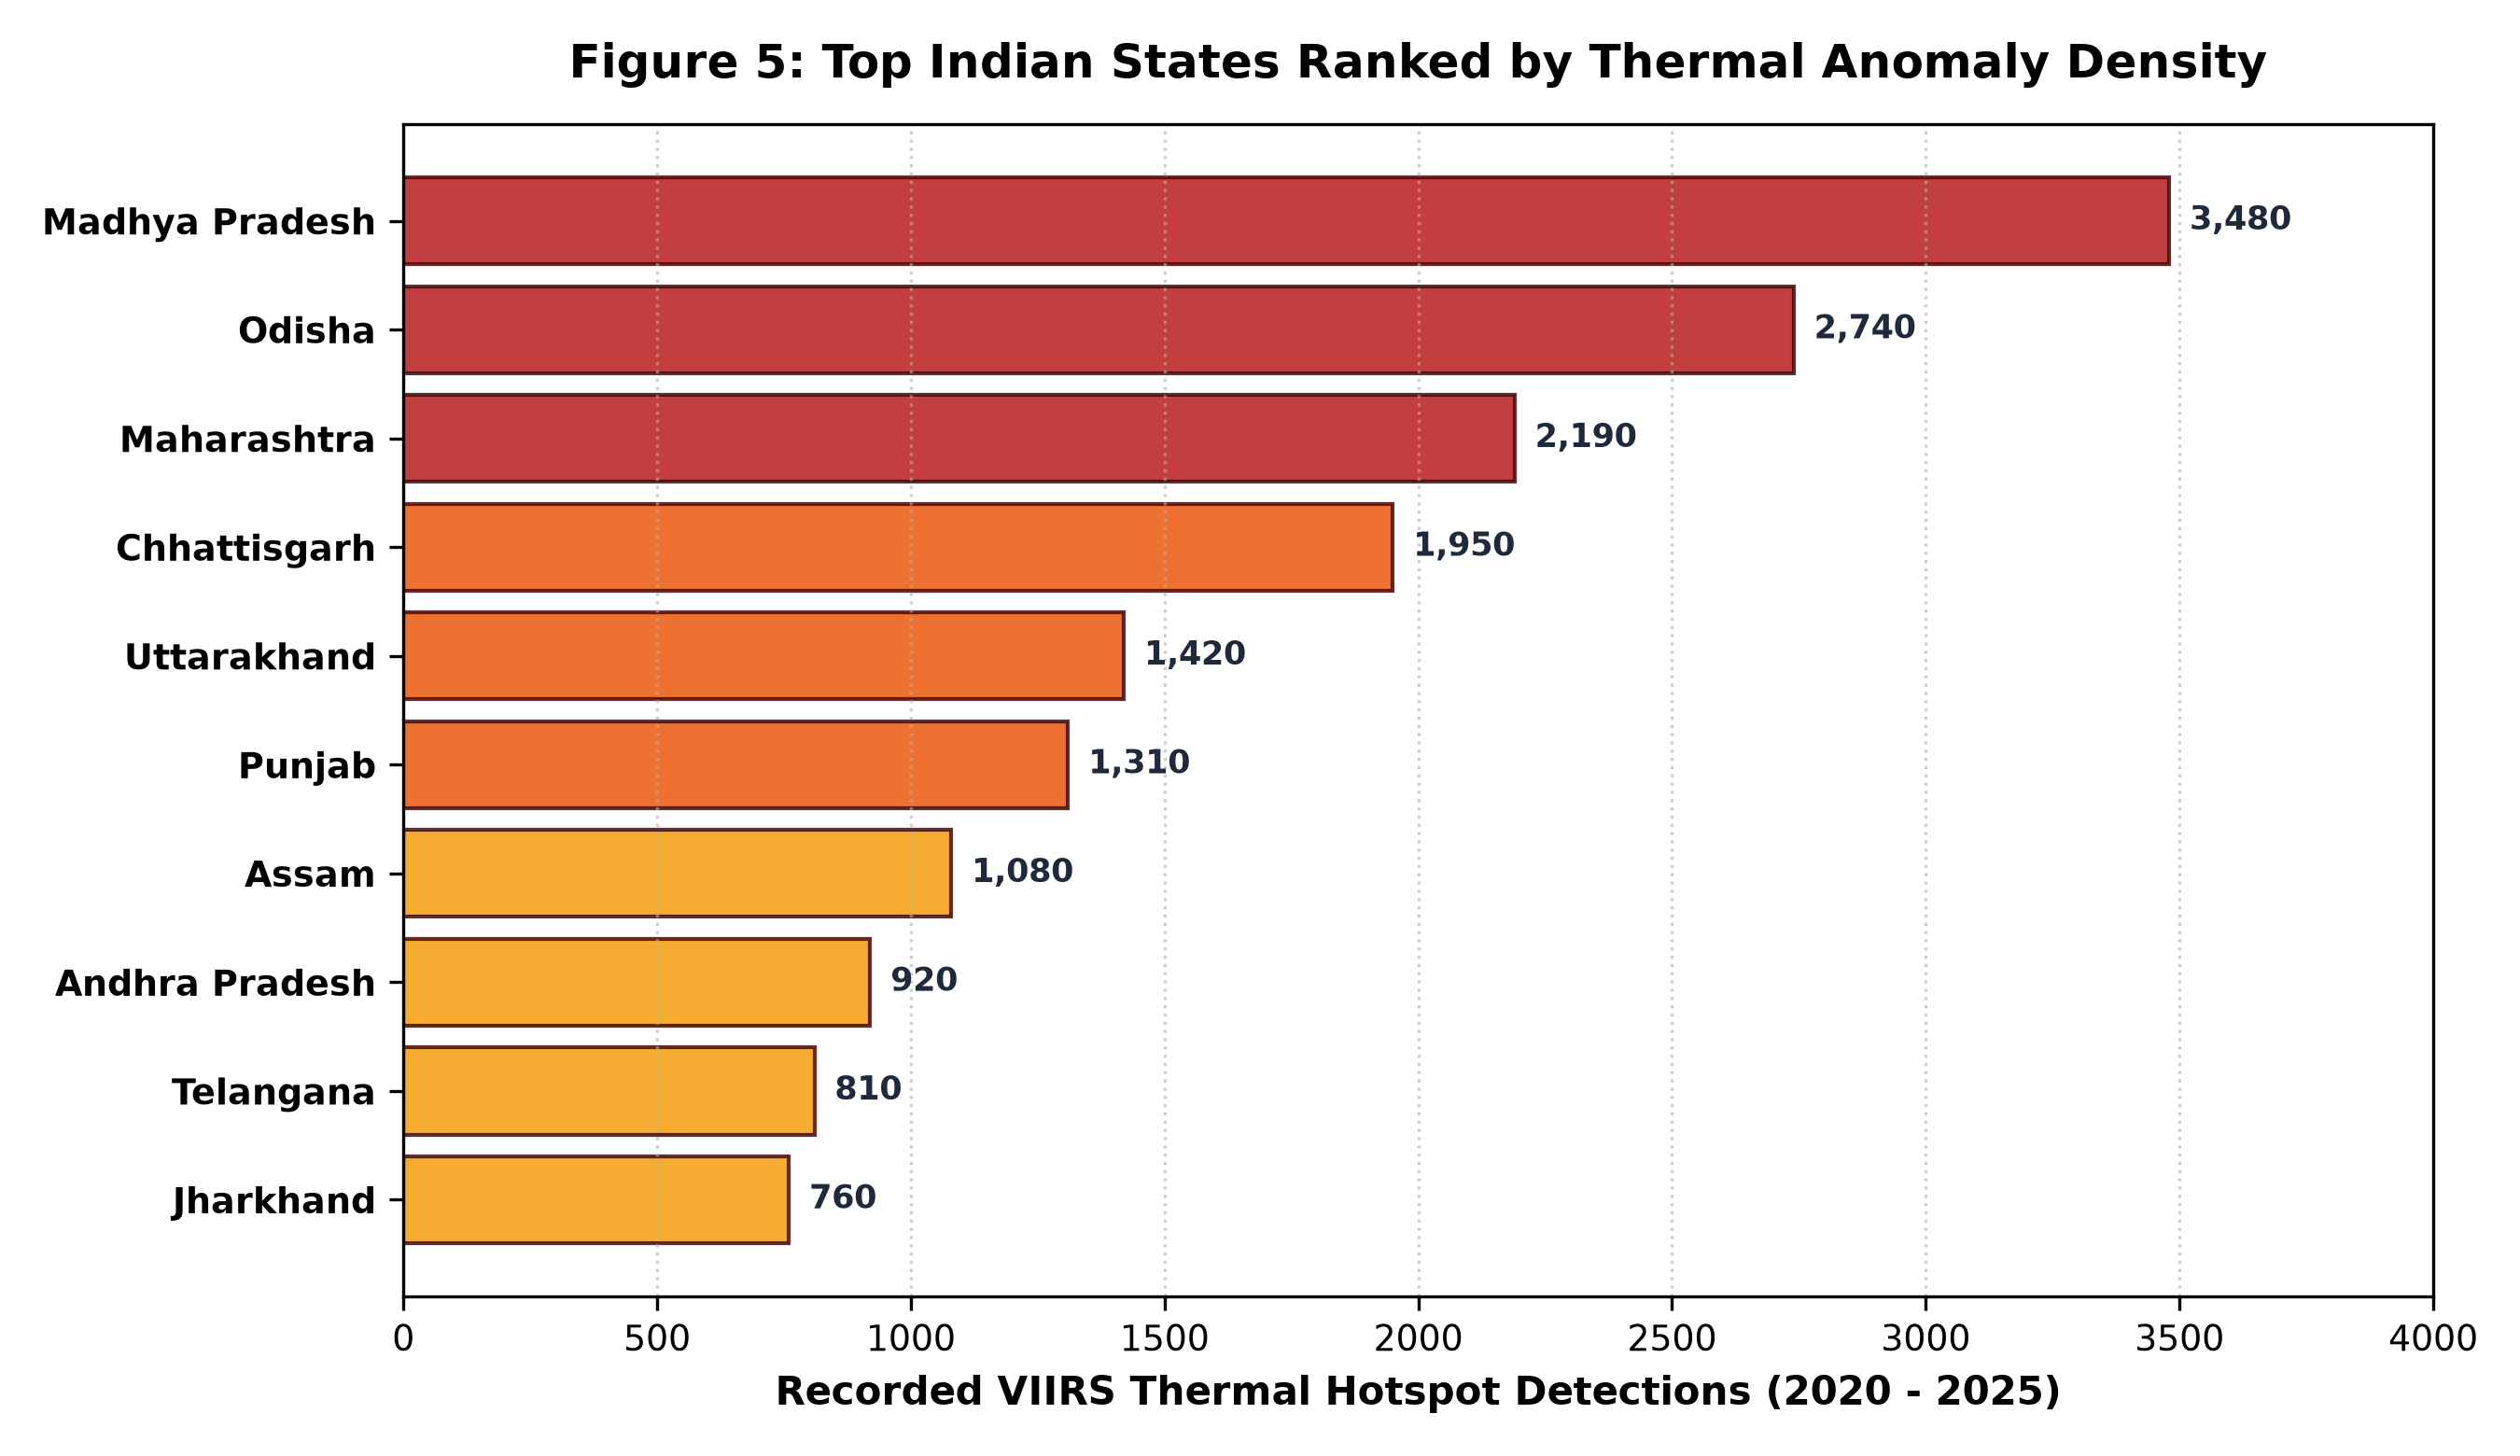 Figure 5: Top Indian States Ranked by Thermal Anomaly Density
Madhya Pradesh 3,480
Odisha 2,740
Maharashtra 2,190
Chhattisgarh 1,950
Uttarakhand 1,420
Punjab 1,310
Assam 1,080
Andhra Pradesh 920
Telangana 810
Jharkhand 760
0 500 1000 1500 2000 2500 3000 3500 4000
Recorded VIIRS Thermal Hotspot Detections (2020 - 2025)